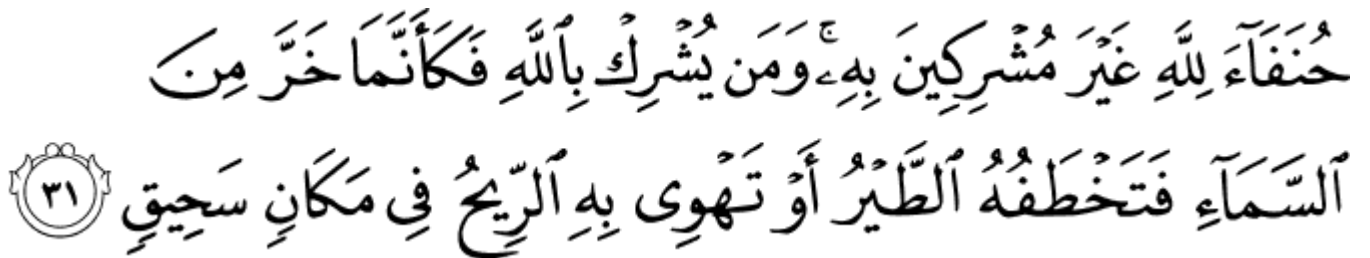 حُنَفَآءَ لِلَّهِ غَيْرَ مُشْرِكِينَ بِهِۦۚ وَمَن يُشْرِكْ بِٱللَّهِ فَكَأَنَّمَا خَرَّ مِنَ
ٱلسَّمَآءِ فَتَخْطَفُهُ ٱلطَّيْرُ أَوْ تَهْوِى بِهِ ٱلرِّيحُ فِى مَكَانٍ سَحِيقٍ ٣١